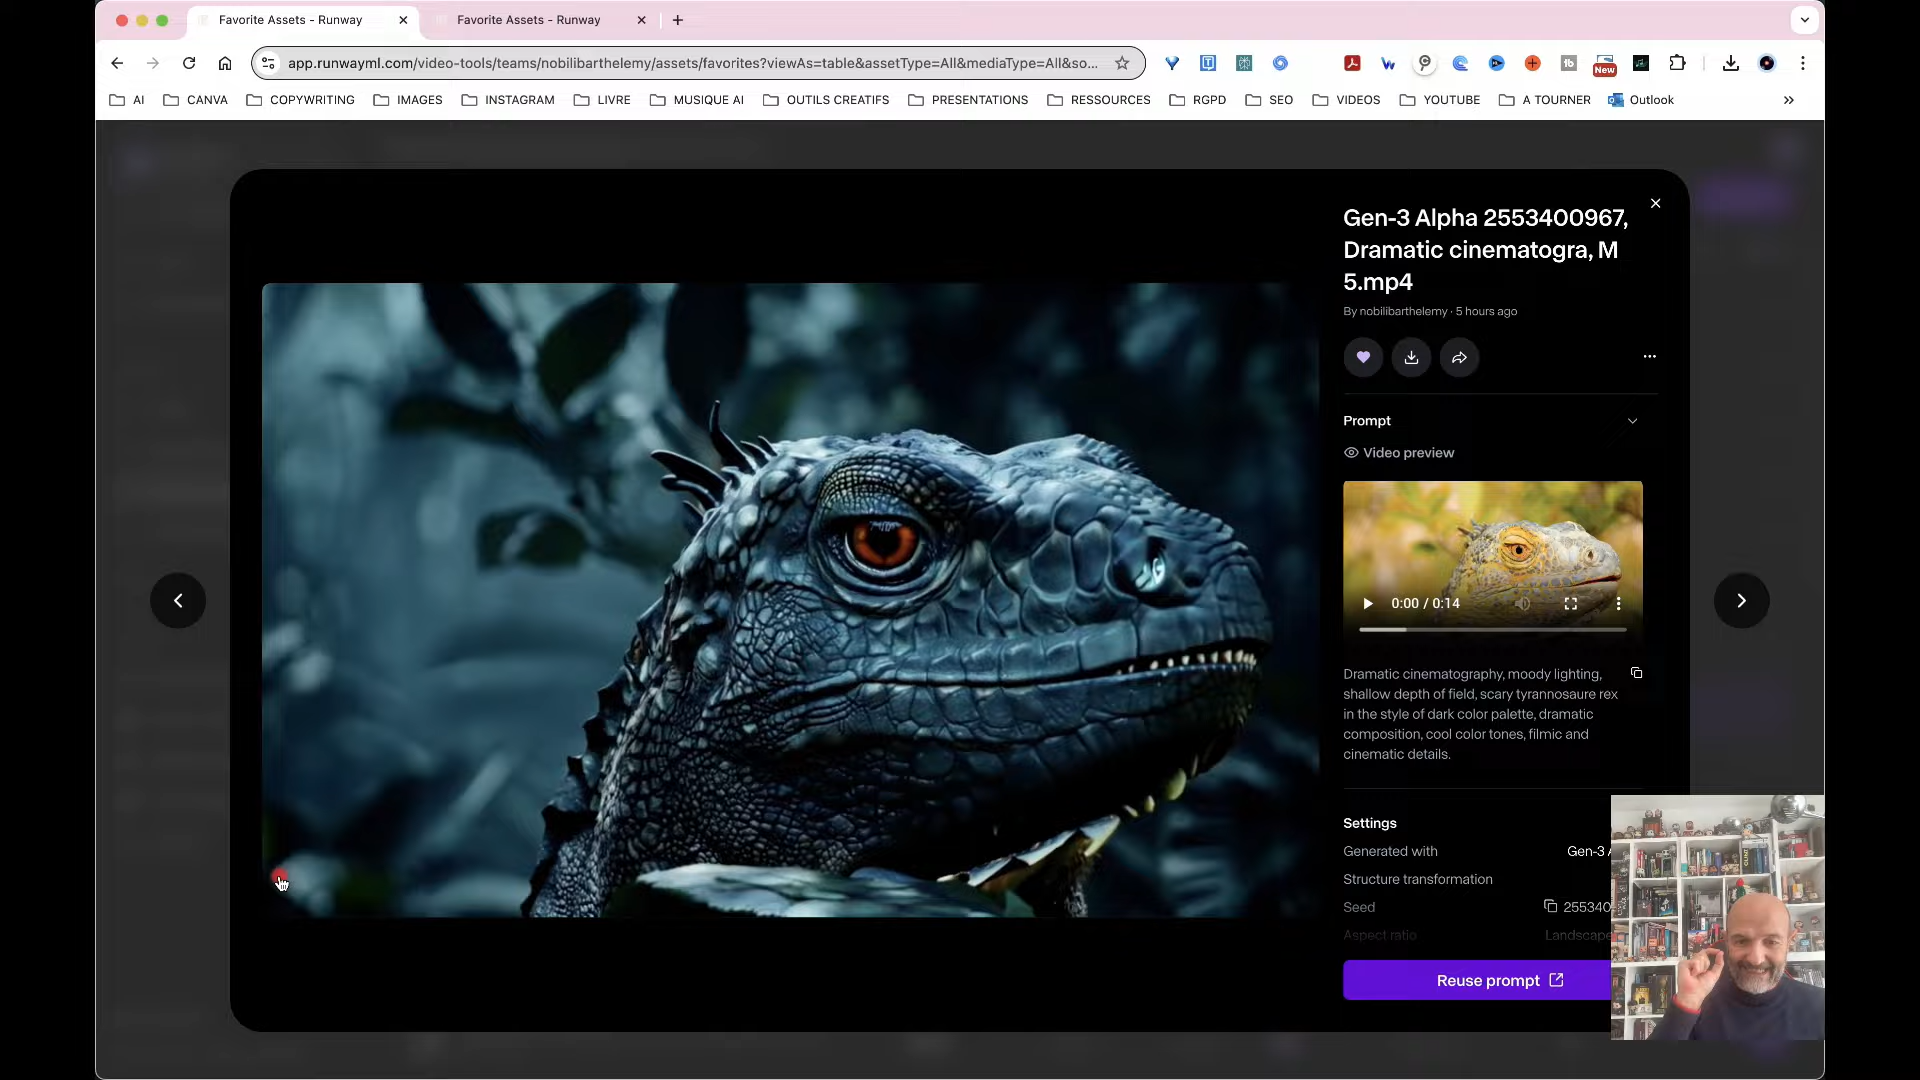 Favorite Assets - Runway
Favorite Assets - Runway
app.runwayml.com/video-tools/teams/nobilibarthelemy/assets/favorites?viewAs=table&assetType=All&mediaType=All&so...
New
AI
CANVA
COPYWRITING
IMAGES
INSTAGRAM
LIVRE
MUSIQUE AI
OUTILS CREATIFS
PRESENTATIONS
RESSOURCES
RGPD
SEO
VIDEOS
YOUTUBE
A TOURNER
Outlook
Gen-3 Alpha 2553400967,
Dramatic cinematogra, M
5.mp4
By nobilibarthelemy · 5 hours ago
Prompt
Video preview
0:00 / 0:14
Dramatic cinematography, moody lighting,
shallow depth of field, scary tyrannosaure rex
in the style of dark color palette, dramatic
composition, cool color tones, filmic and
cinematic details.
Settings
Generated with Gen-3
Structure transformation
Seed 255340
Aspect ratio Landscape
Reuse prompt